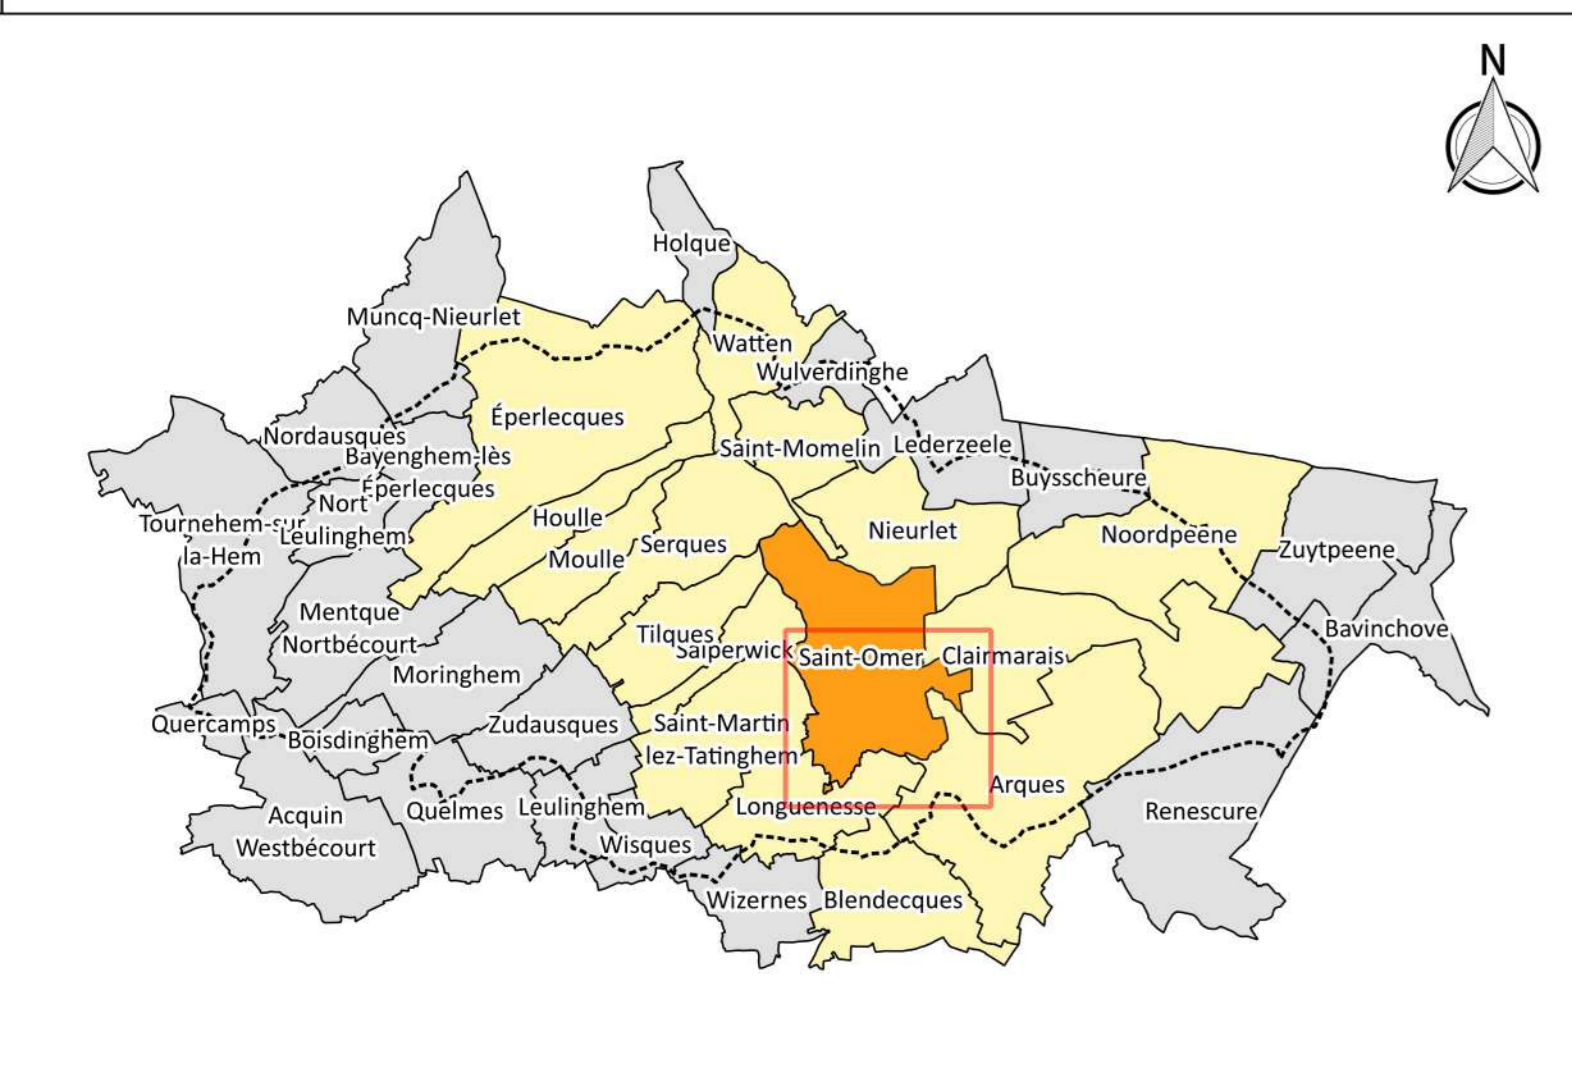 N
Holque
Muncq-Nieurlet
Watten
Wulverdinghe
Éperlecques
Nordausques
Bayenghem-lès
Éperlecques
Saint-Momelin
Lederzeele
Buysscheure
Nort
Leulinghem
Tournehem-sur
la-Hem
Houlle
Moulle
Serques
Nieurlet
Noordpeene
Zuytpeene
Mentque
Nortbécourt
Tilques
Salperwick
Saint-Omer
Clairmarais
Bavinchove
Moringhem
Quercamps
Boisdinghem
Zudausques
Saint-Martin
lez-Tatinghem
Acquin
Westbécourt
Quelmes
Leulinghem
Longuenesse
Arques
Renescure
Wisques
Wizernes
Blendecques